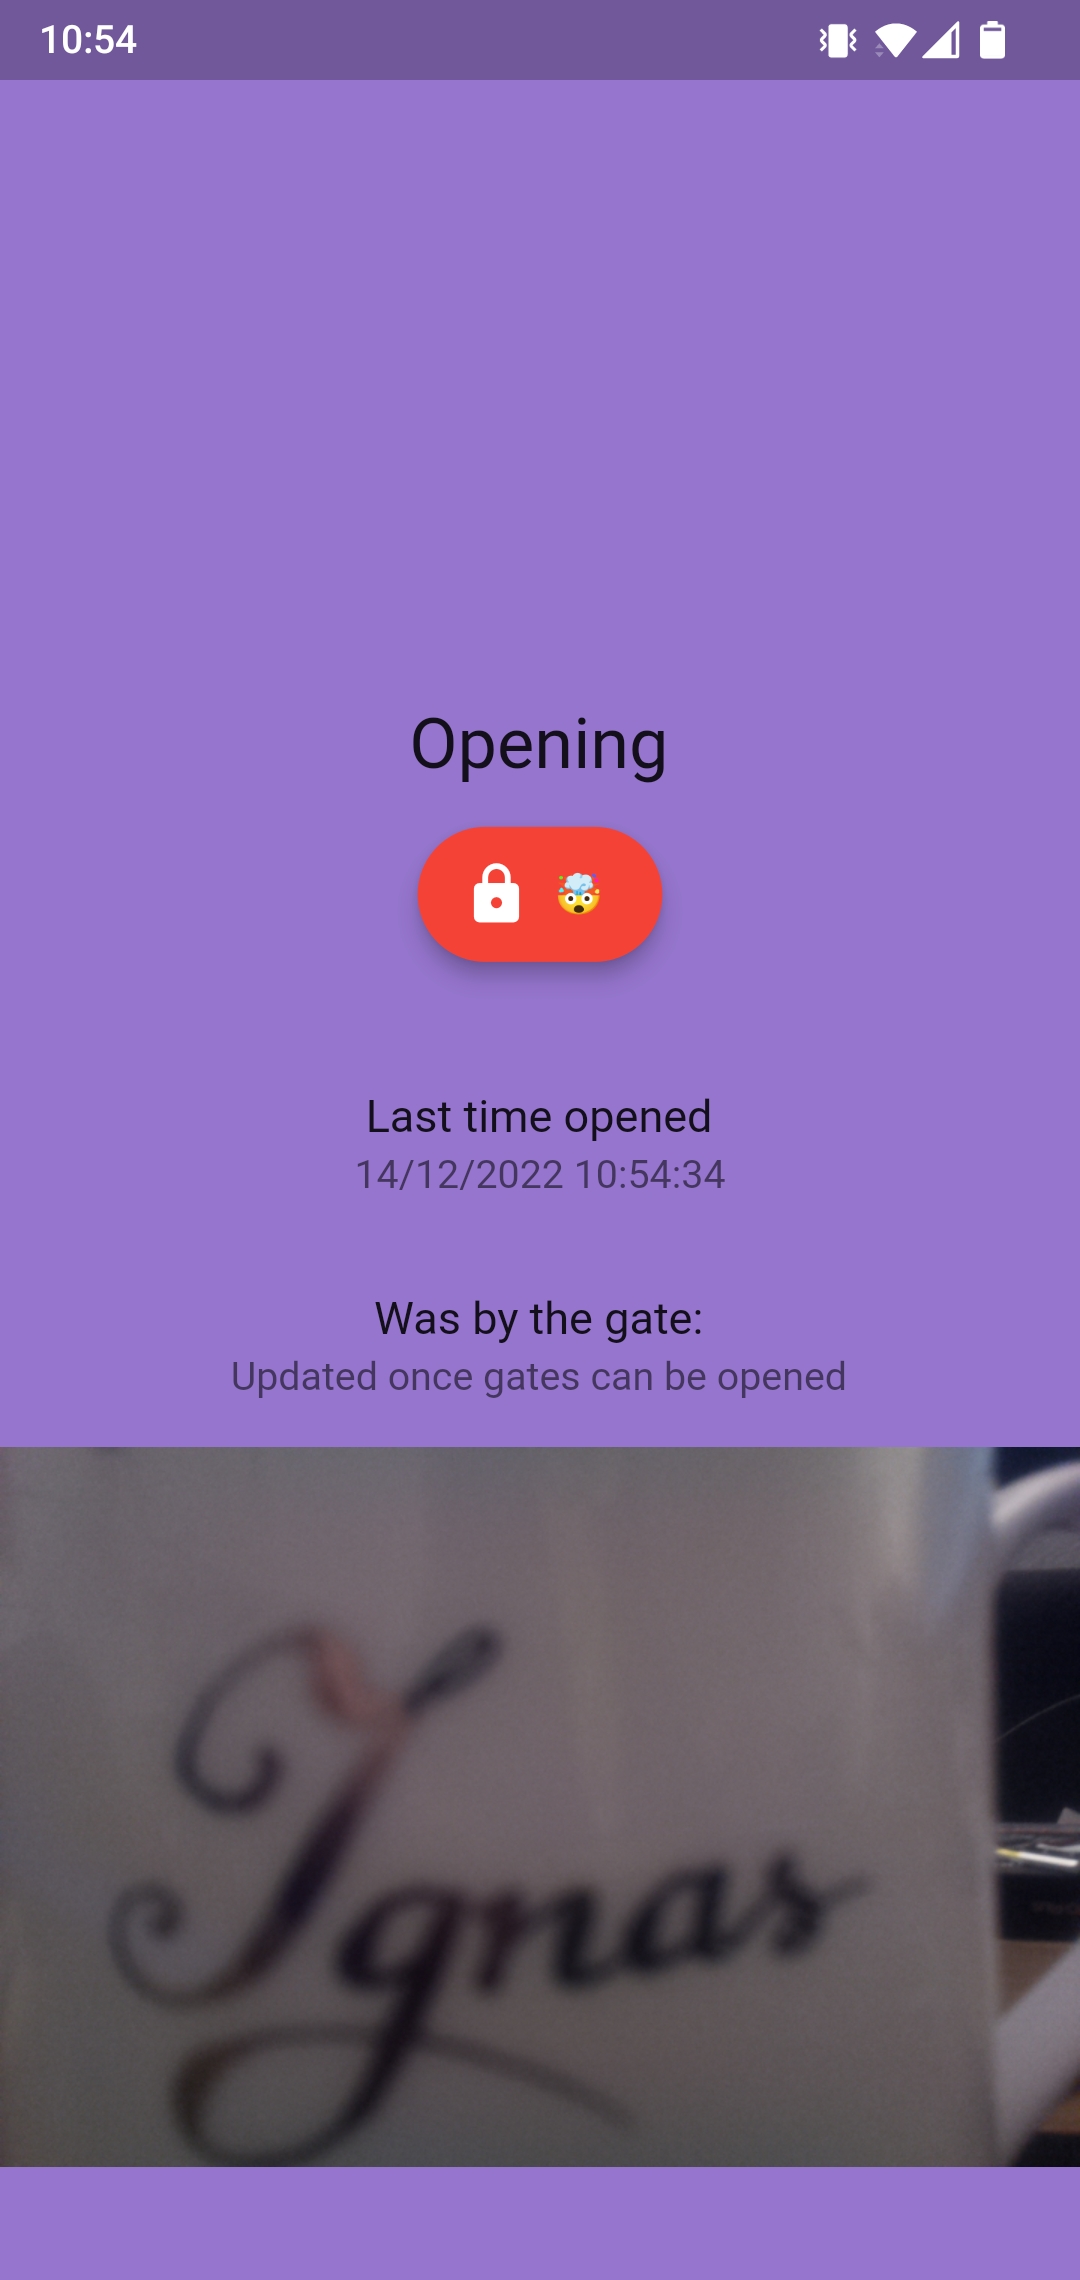 10:54
Opening
🤯
Last time opened
14/12/2022 10:54:34
Was by the gate:
Updated once gates can be opened
Ignas